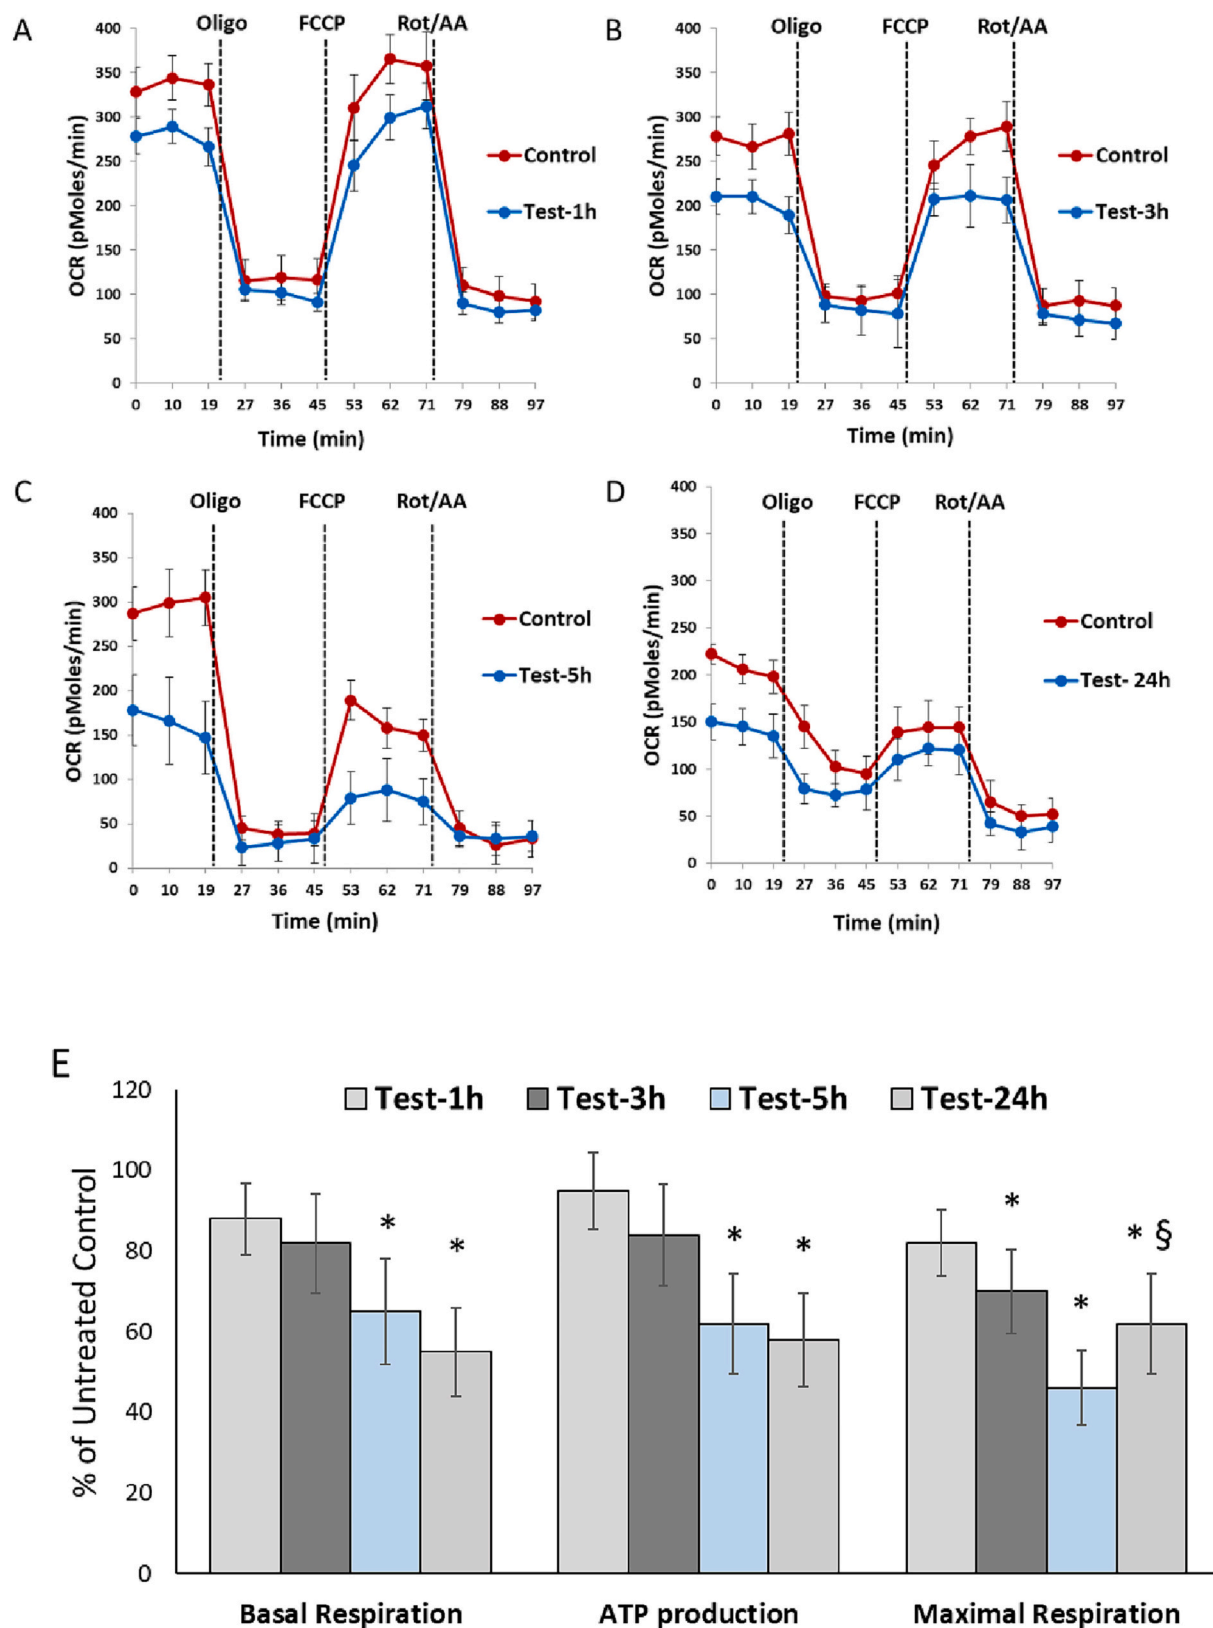 A
Oligo FCCP Rot/AA
400
350
300
250
200
150
100
50
0
OCR (pMoles/min)
Control
Test-1h
0 10 19 27 36 45 53 62 71 79 88 97
Time (min)
B
Oligo FCCP Rot/AA
400
350
300
250
200
150
100
50
0
OCR (pMoles/min)
Control
Test-3h
0 10 19 27 36 45 53 62 71 79 88 97
Time (min)
C
Oligo FCCP Rot/AA
400
350
300
250
200
150
100
50
0
OCR (pMoles/min)
Control
Test-5h
0 10 19 27 36 45 53 62 71 79 88 97
Time (min)
D
Oligo FCCP Rot/AA
400
350
300
250
200
150
100
50
0
OCR (pMoles/min)
Control
Test- 24h
0 10 19 27 36 45 53 62 71 79 88 97
Time (min)
E
Test-1h Test-3h Test-5h Test-24h
120
100
80
60
40
20
0
% of Untreated Control
* *
* *
* * * §
Basal Respiration ATP production Maximal Respiration